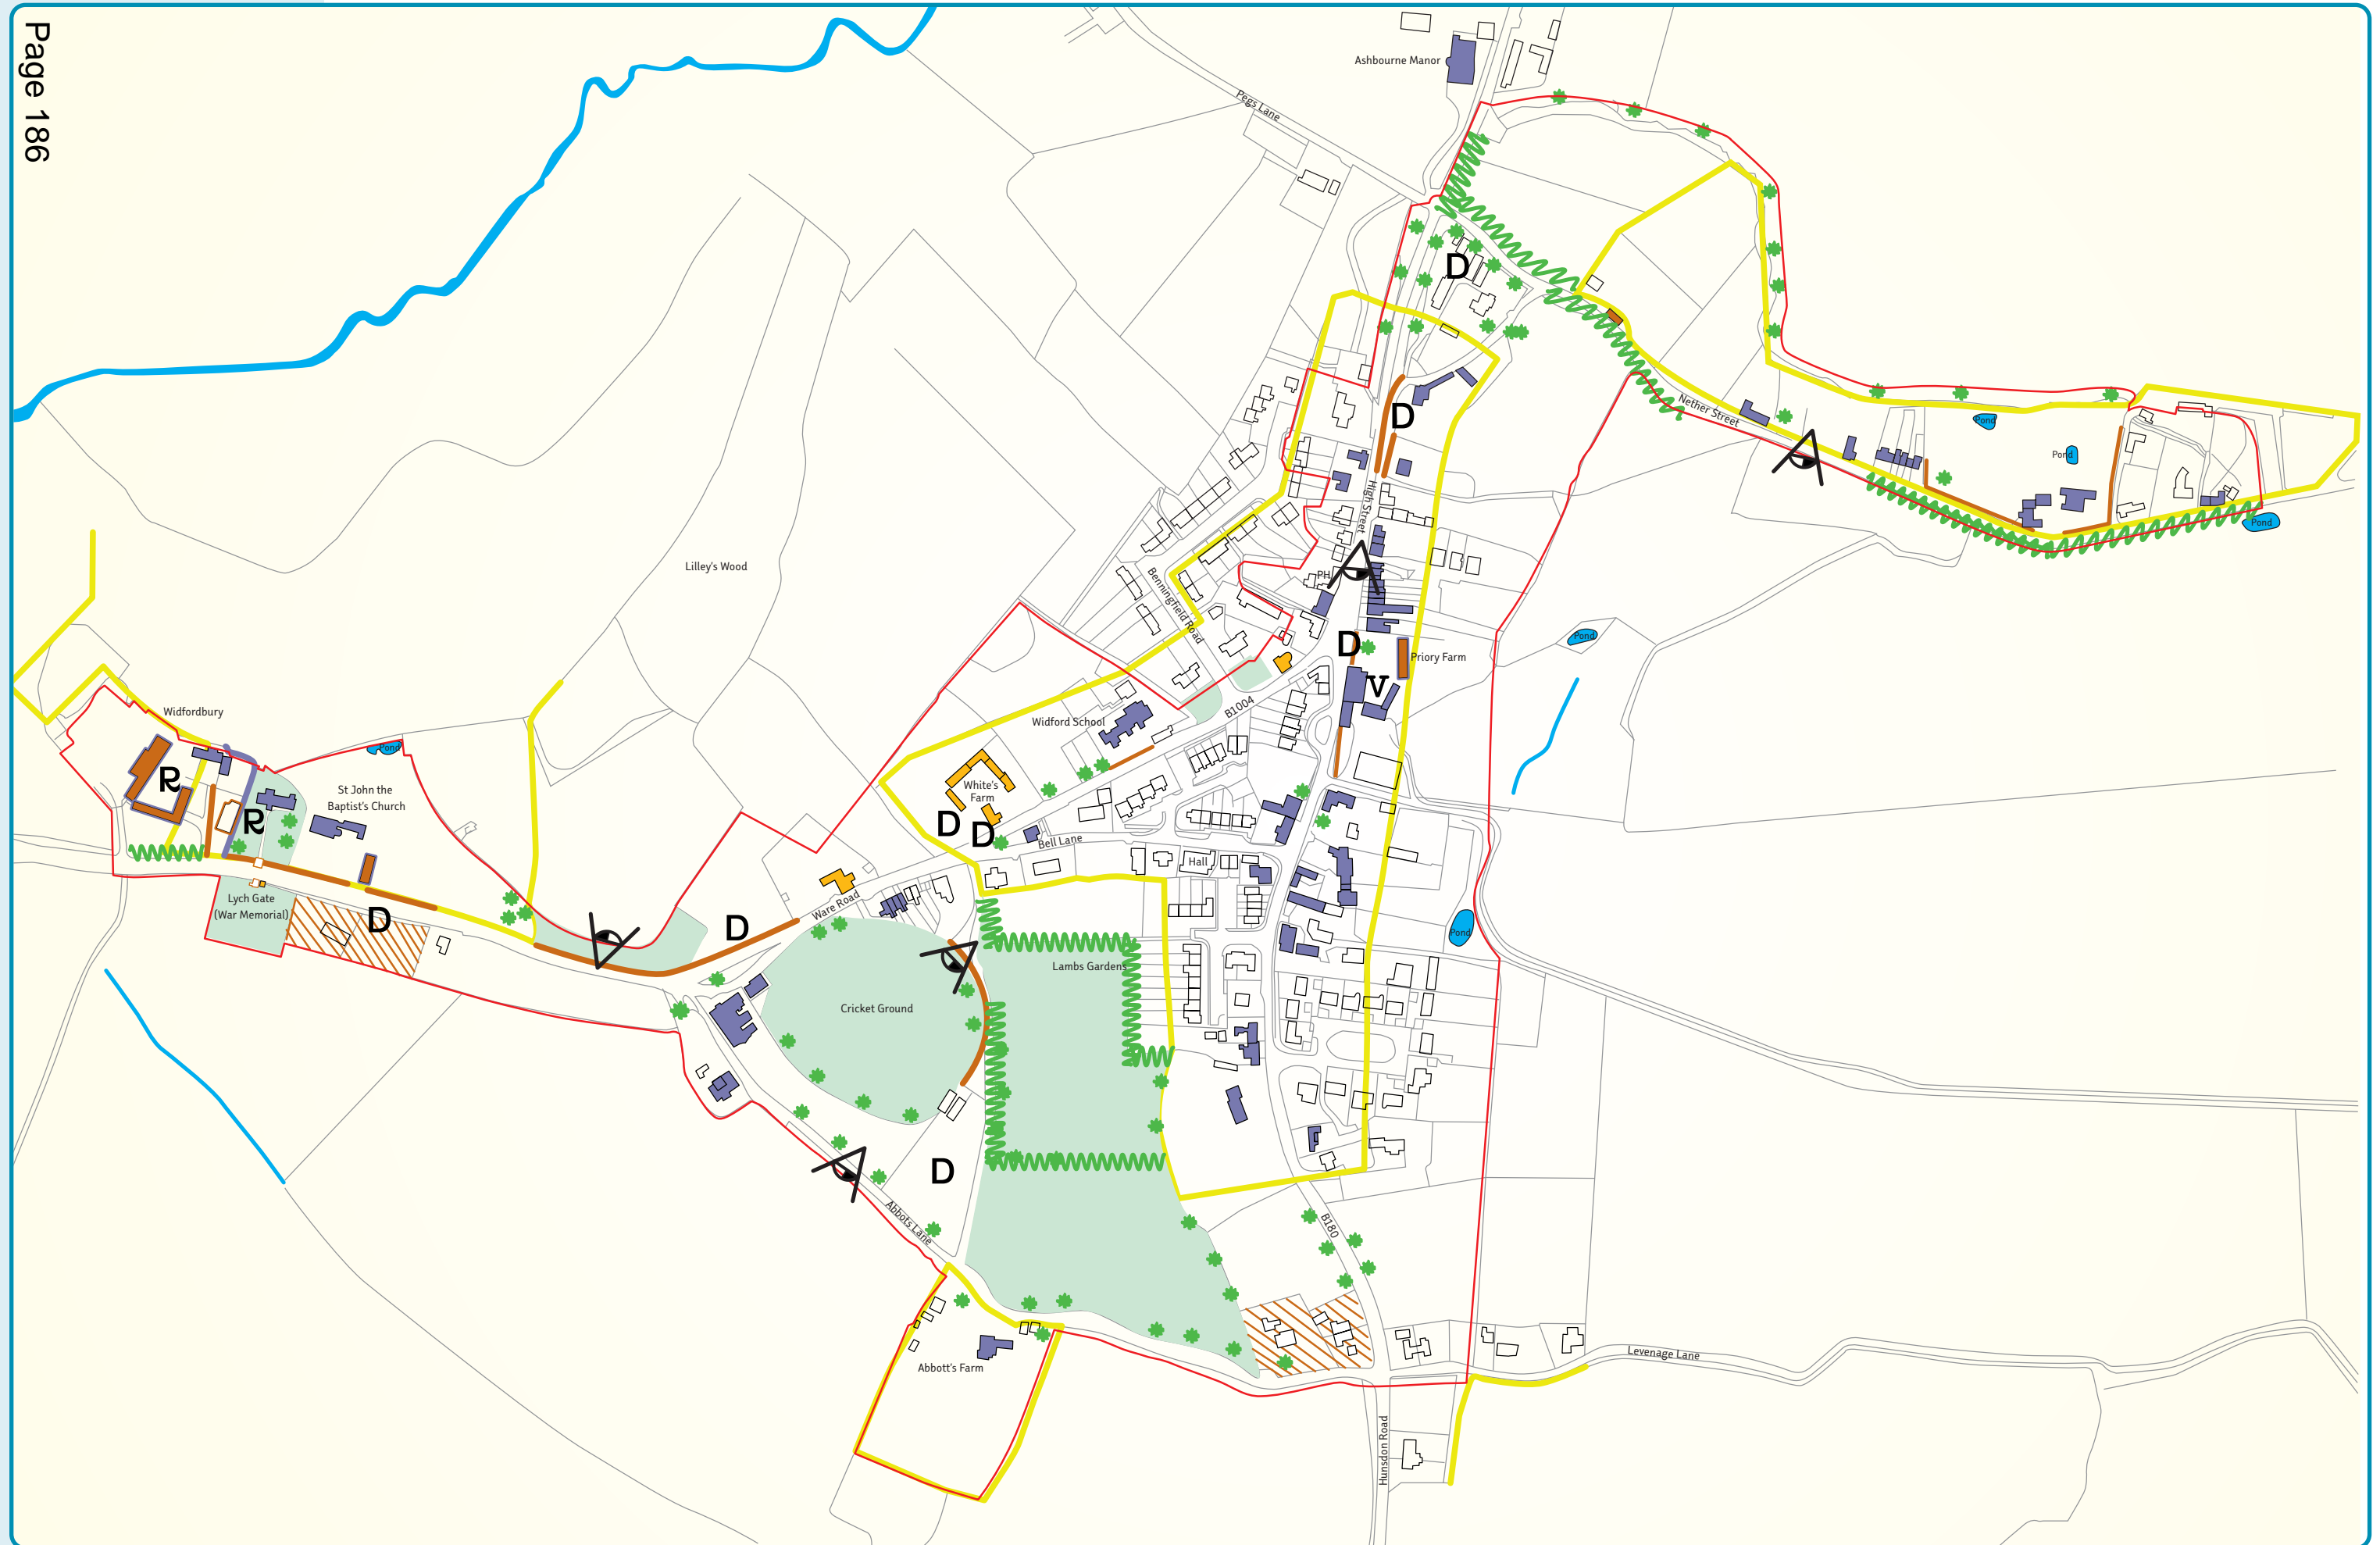 Page 186
Ashbourne Manor
Pegs Lane
D
D
Nether Street
Pond
Pond
Pond
High Street
Lilley's Wood
Benningfield Road
PH
Pond
D
Priory Farm
V
Widfordbury
Widford School
B1004
Pond
R
R
St John the
Baptist's Church
White's
Farm
D
D
Bell Lane
Hall
Lych Gate
(War Memorial)
D
D
Ware Road
Pond
Lambs Gardens
Cricket Ground
D
Abbots Lane
B180
Abbott's Farm
Levenage Lane
Hunsdon Road